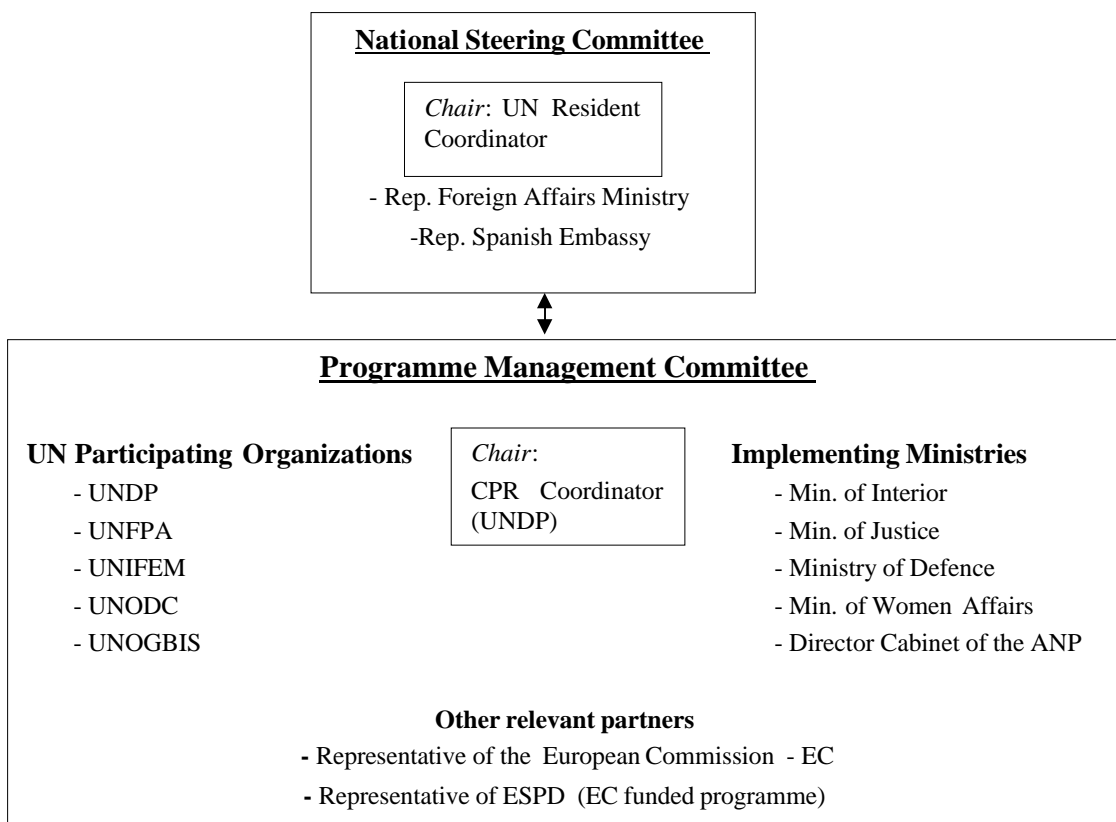 National Steering Committee
Chair: UN Resident
Coordinator
- Rep. Foreign Affairs Ministry
-Rep. Spanish Embassy
Programme Management Committee
UN Participating Organizations
- UNDP
- UNFPA
- UNIFEM
- UNODC
- UNOGBIS
Chair:
CPR Coordinator
(UNDP)
Implementing Ministries
- Min. of Interior
- Min. of Justice
- Ministry of Defence
- Min. of Women Affairs
- Director Cabinet of the ANP
Other relevant partners
- Representative of the European Commission - EC
- Representative of ESPD (EC funded programme)